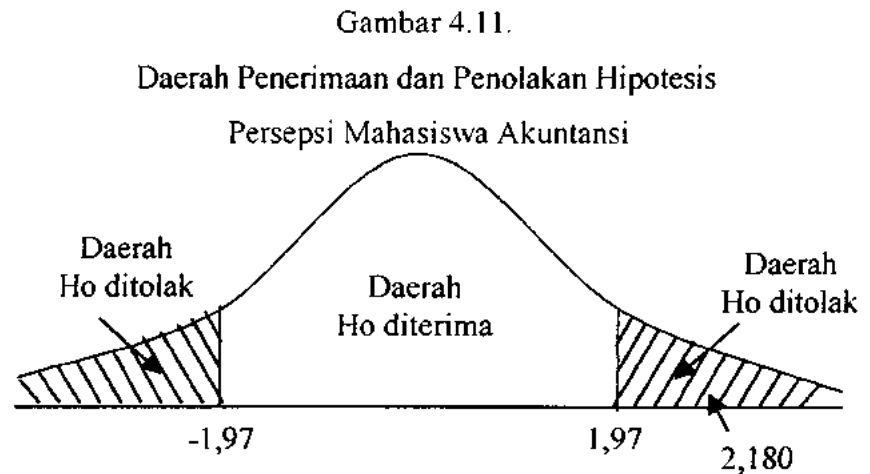 Gambar 4.11.
Daerah Penerimaan dan Penolakan Hipotesis
Persepsi Mahasiswa Akuntansi
Daerah
Ho ditolak
Daerah
Ho diterima
Daerah
Ho ditolak
-1,97
1,97
2,180